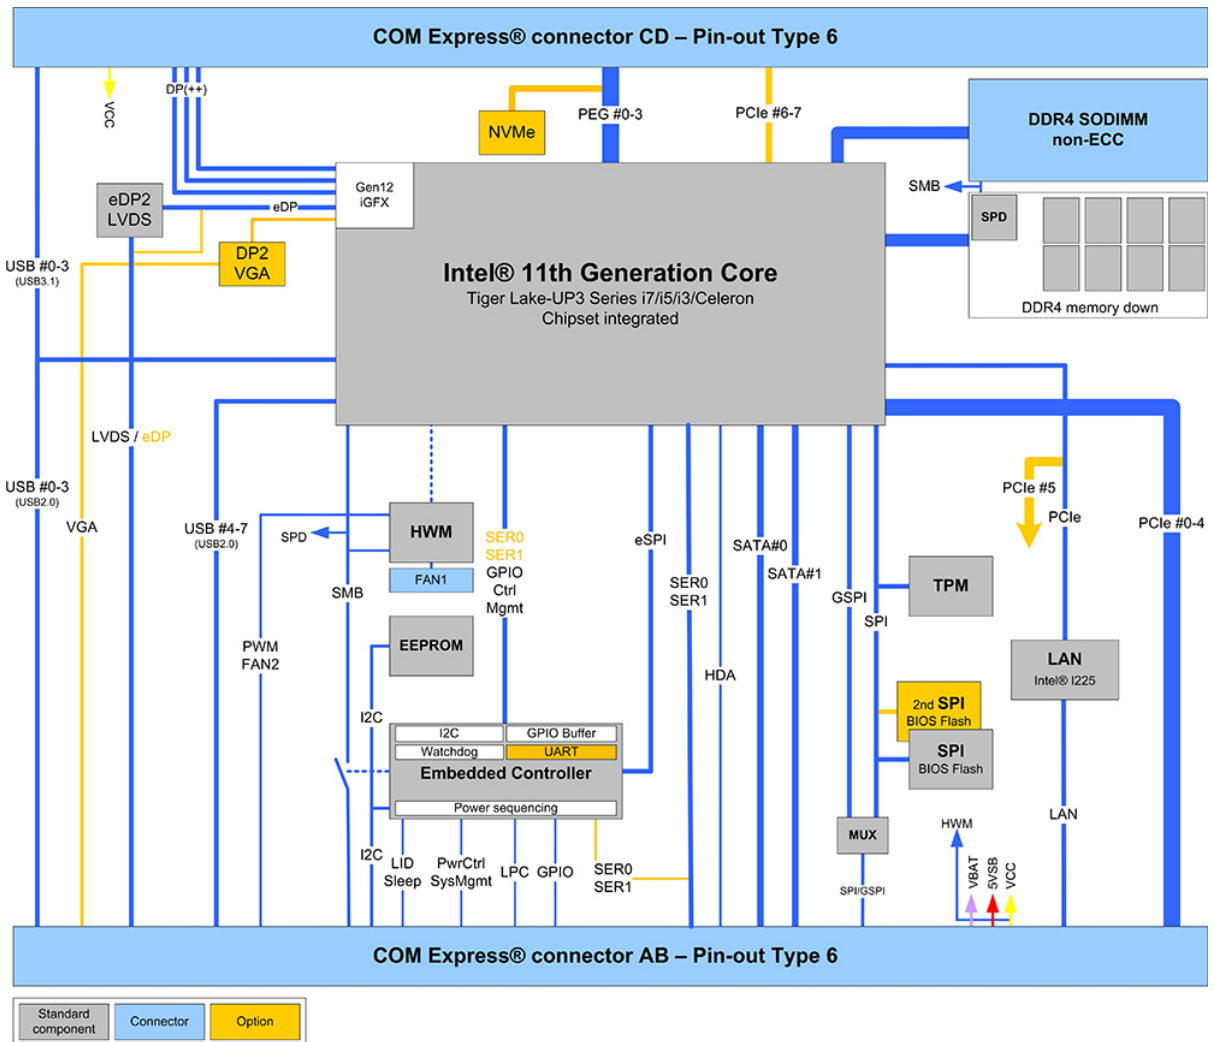 COM Express® connector CD – Pin-out Type 6
DP(++)
VCC
NVMe
PEG #0-3
PCIe #6-7
DDR4 SODIMM
non-ECC
SMB
SPD
DDR4 memory down
Gen12
iGFX
eDP2
LVDS
eDP
DP2
VGA
USB #0-3
(USB3.1)
Intel® 11th Generation Core
Tiger Lake-UP3 Series i7/i5/i3/Celeron
Chipset integrated
LVDS / eDP
USB #0-3
(USB2.0)
VGA
USB #4-7
(USB2.0)
SPD
HWM
FAN1
SMB
PWM
FAN2
EEPROM
I2C
SER0
SER1
GPIO
Ctrl
Mgmt
eSPI
SER0
SER1
HDA
SATA#0
SATA#1
GSPI
SPI
TPM
PCIe #5
PCIe
PCIe #0-4
LAN
Intel® I225
2nd SPI
BIOS Flash
SPI
BIOS Flash
I2C
GPIO Buffer
Watchdog
UART
Embedded Controller
Power sequencing
I2C
LID
Sleep
PwrCtrl
SysMgmt
LPC
GPIO
SER0
SER1
MUX
SPI/GSPI
HWM
VBAT
5VSB
VCC
LAN
COM Express® connector AB – Pin-out Type 6
Standard
component
Connector
Option